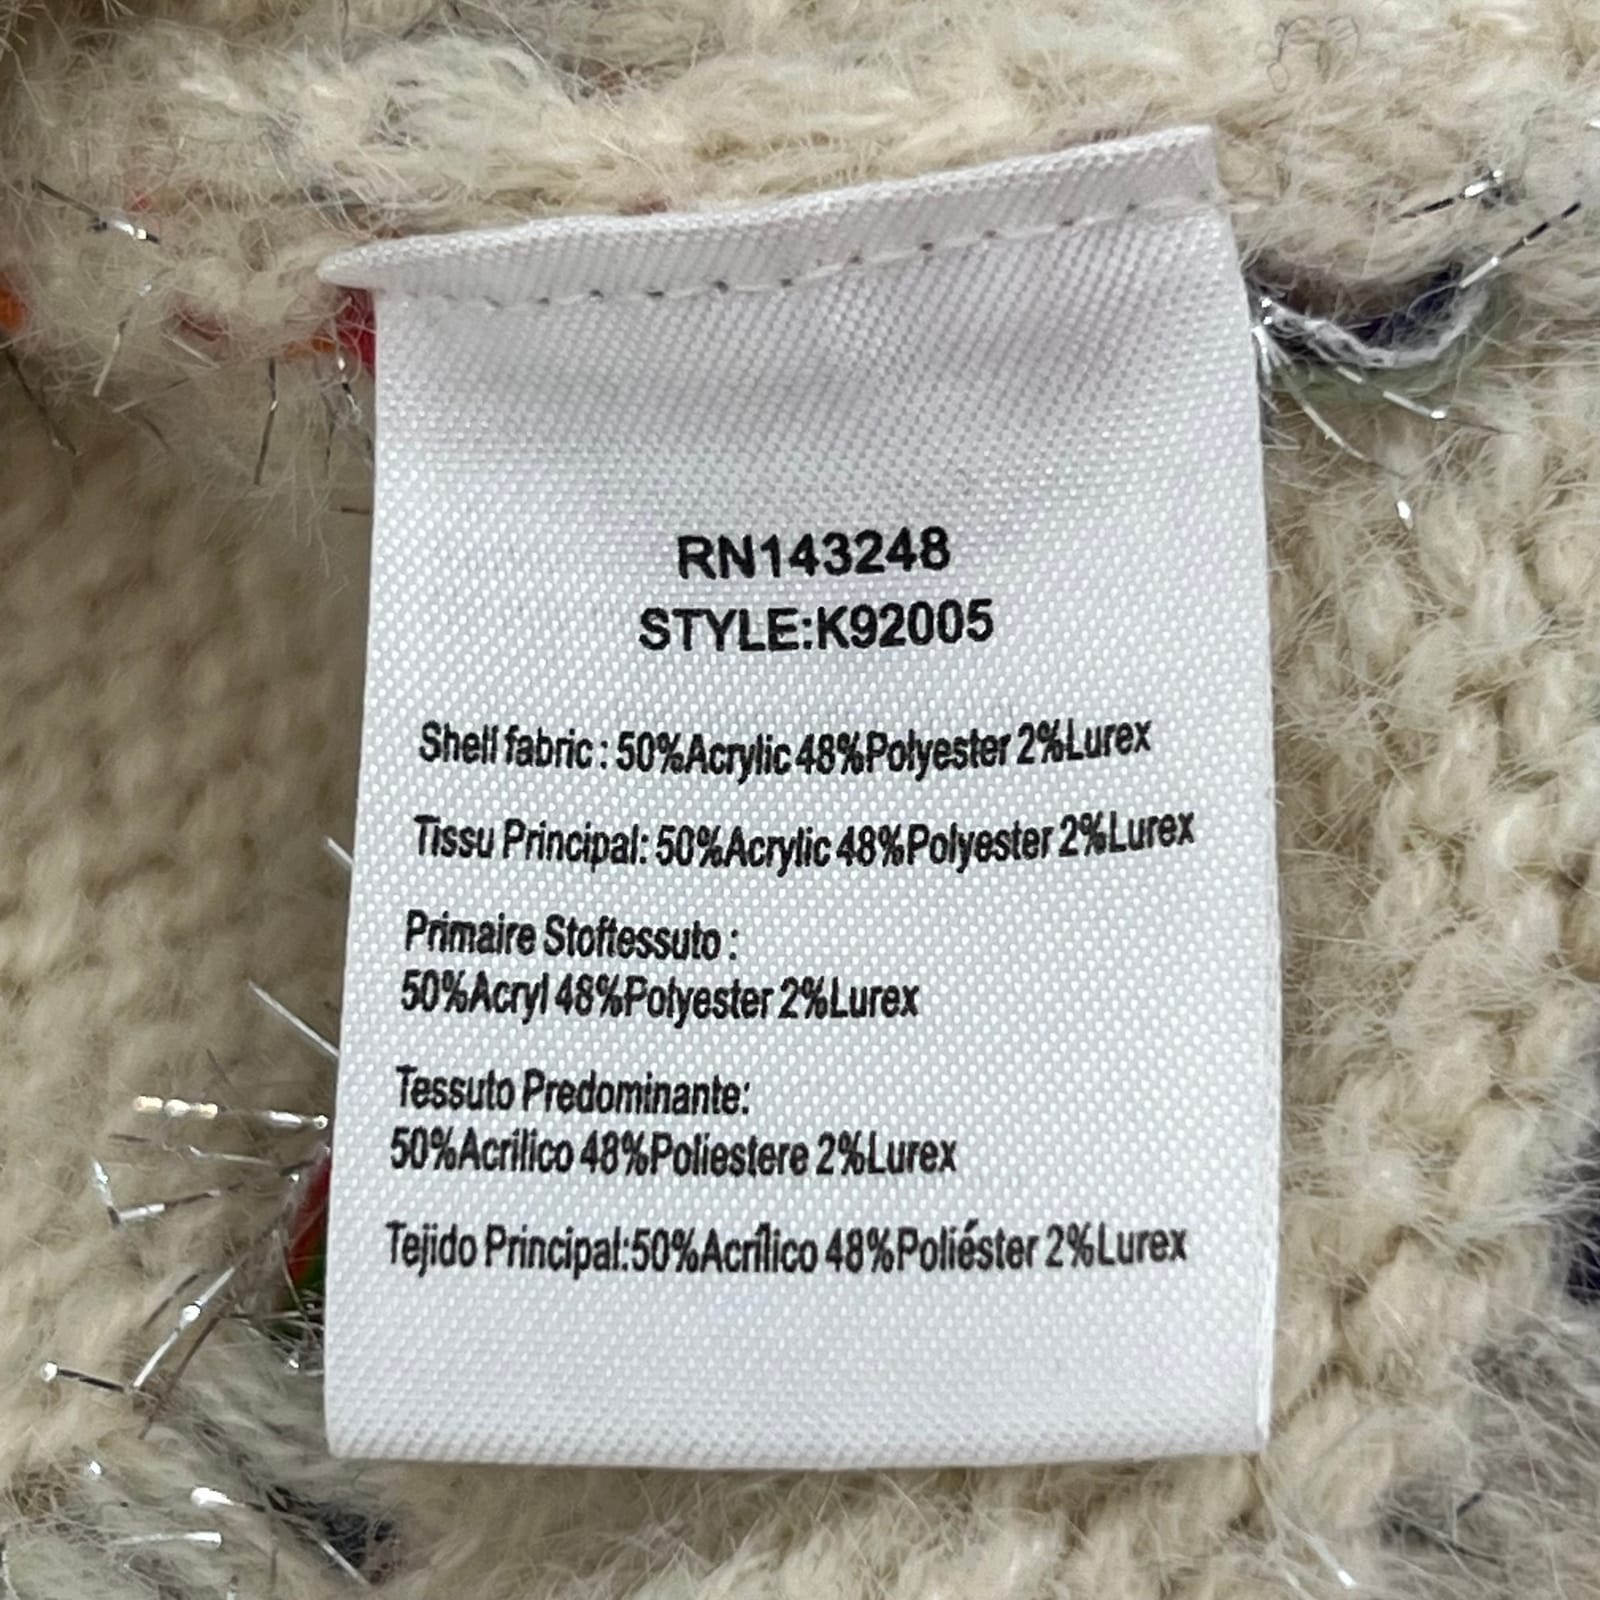 RN143248
STYLE:K92005
Shell fabric : 50%Acrylic 48%Polyester 2%Lurex
Tissu Principal: 50%Acrylic 48%Polyester 2%Lurex
Primaire Stoftessuto :
50%Acryl 48%Polyester 2%Lurex
Tessuto Predominante:
50%Acrilico 48%Poliestere 2%Lurex
Tejido Principal:50%Acrílico 48%Poliéster 2%Lurex